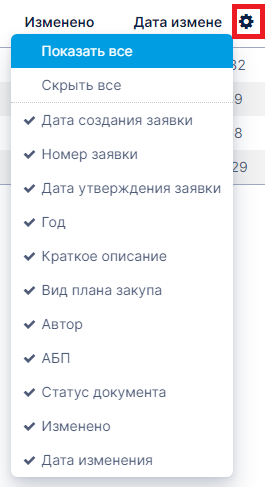 Изменено Дата измене
Показать все
32
Скрыть все
9
Дата создания заявки
8
Номер заявки
29
Дата утверждения заявки
Год
Краткое описание
Вид плана закупа
Автор
АБП
Статус документа
Изменено
Дата изменения